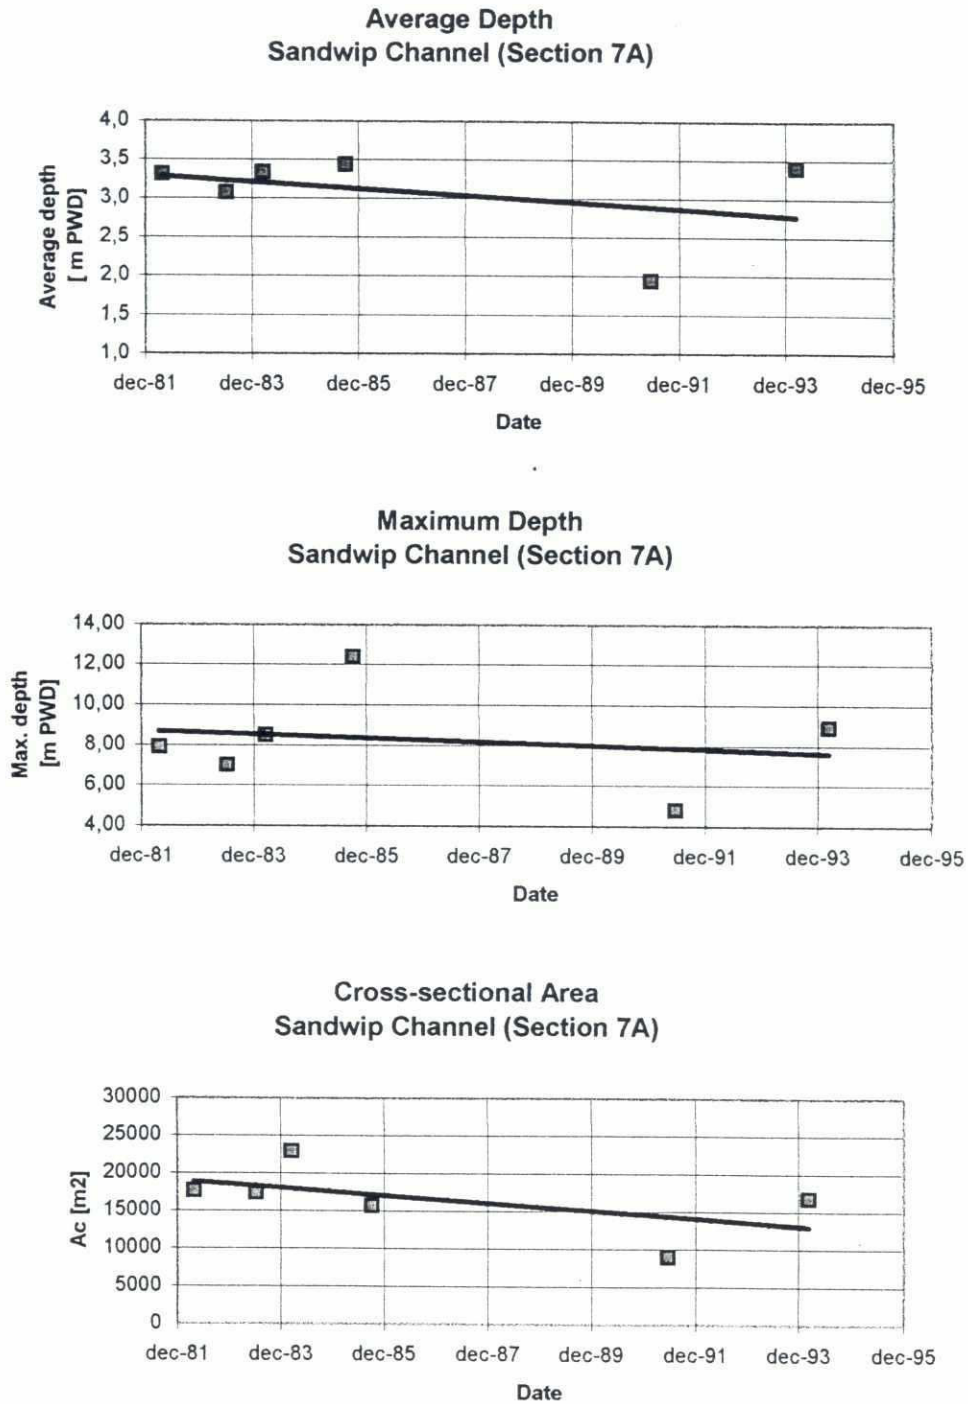 Average Depth
Sandwip Channel (Section 7A)
4,0
3,5
3,0
2,5
2,0
1,5
1,0
Average depth
[ m PWD]
dec-81 dec-83 dec-85 dec-87 dec-89 dec-91 dec-93 dec-95
Date
Maximum Depth
Sandwip Channel (Section 7A)
14,00
12,00
10,00
8,00
6,00
4,00
Max. depth
[m PWD]
dec-81 dec-83 dec-85 dec-87 dec-89 dec-91 dec-93 dec-95
Date
Cross-sectional Area
Sandwip Channel (Section 7A)
30000
25000
20000
15000
10000
5000
0
Ac [m2]
dec-81 dec-83 dec-85 dec-87 dec-89 dec-91 dec-93 dec-95
Date